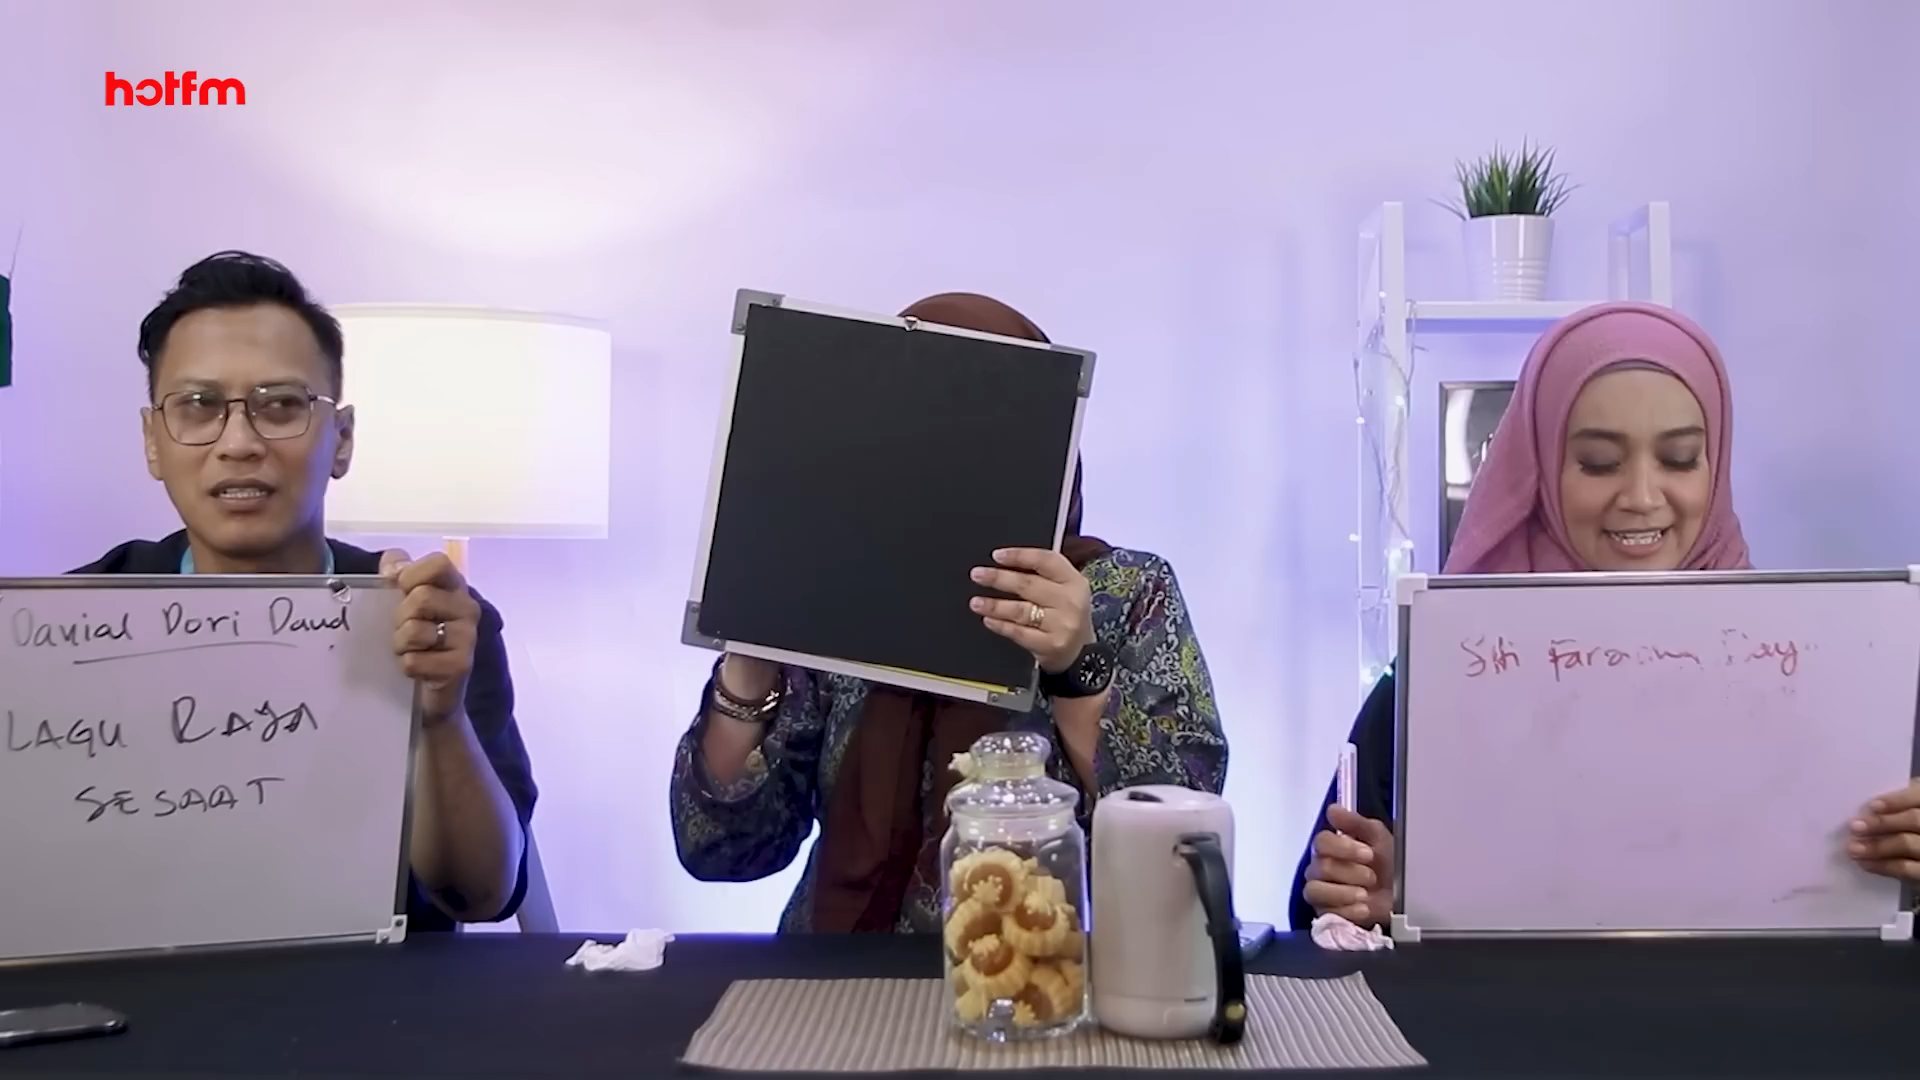 hotfm
Danial Dori Daud
LAGU RAYA
SESAAT
Siti